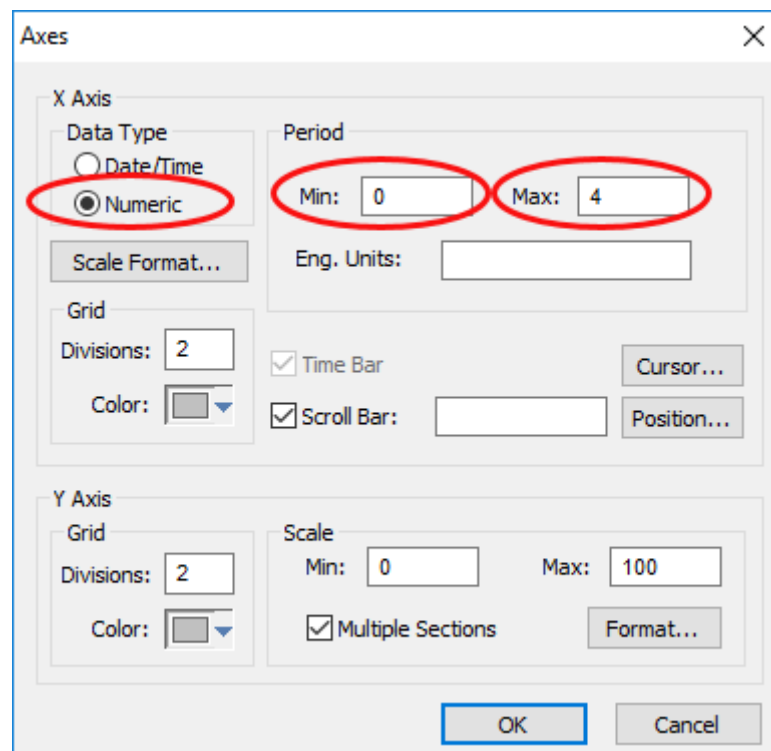 Axes
X Axis
Data Type
Date/Time
Numeric
Scale Format...
Period
Min: 0 Max: 4
Eng. Units:
Grid
Divisions: 2
Color:
Time Bar
Cursor...
Scroll Bar:
Position...
Y Axis
Grid
Divisions: 2
Color:
Scale
Min: 0 Max: 100
Multiple Sections
Format...
OK Cancel